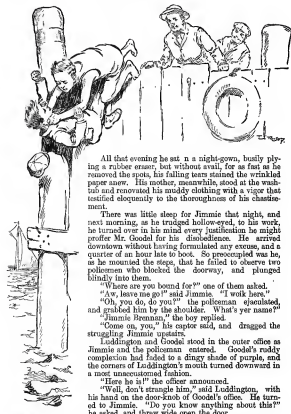 All that evening he sat n a night-gown, busily ply-
ing a rubber eraser, but without avail, for as fast as he
removed the spots, his falling tears stained the wrinkled
paper anew. His mother, meanwhile, stood at the wash-
tub and renovated his muddy clothing with a vigor that
testified eloquently to the thoroughness of his chastise-
ment.
There was little sleep for Jimmie that night, and
next morning, as he trudged hollow-eyed, to his work,
he turned over in his mind every justification he might
proffer Mr. Goodel for his disobedience. He arrived
downtown without having formulated any excuse, and a
quarter of an hour late to boot. So preoccupied was he,
as he mounted the steps, that he failed to observe two
policemen who blocked the doorway, and plunged
blindly into them.
"Where are you bound for?" one of them asked.
"Aw, leave me go!" said Jimmie. "I woik here."
"Oh, you do, do you?" the policeman ejaculated,
and grabbed him by the shoulder. "What's yer name?"
"Jimmie Brennan," the boy replied.
"Come on, you," his captor said, and dragged the
struggling Jimmie upstairs.
Luddington and Goodel stood in the outer office as
Jimmie and the policeman entered. Goodel's ruddy
complexion had faded to a dingy shade of purple, and
the corners of Luddington's mouth turned downward in
a most unaccustomed fashion.
"Here he is!" the officer announced.
"Well, don't strangle him," said Luddington, with
his hand on the door-knob of Goodel's office. He turn-
ed to Jimmie. "Do you know anything about this?"
he asked, and threw wide open the door.